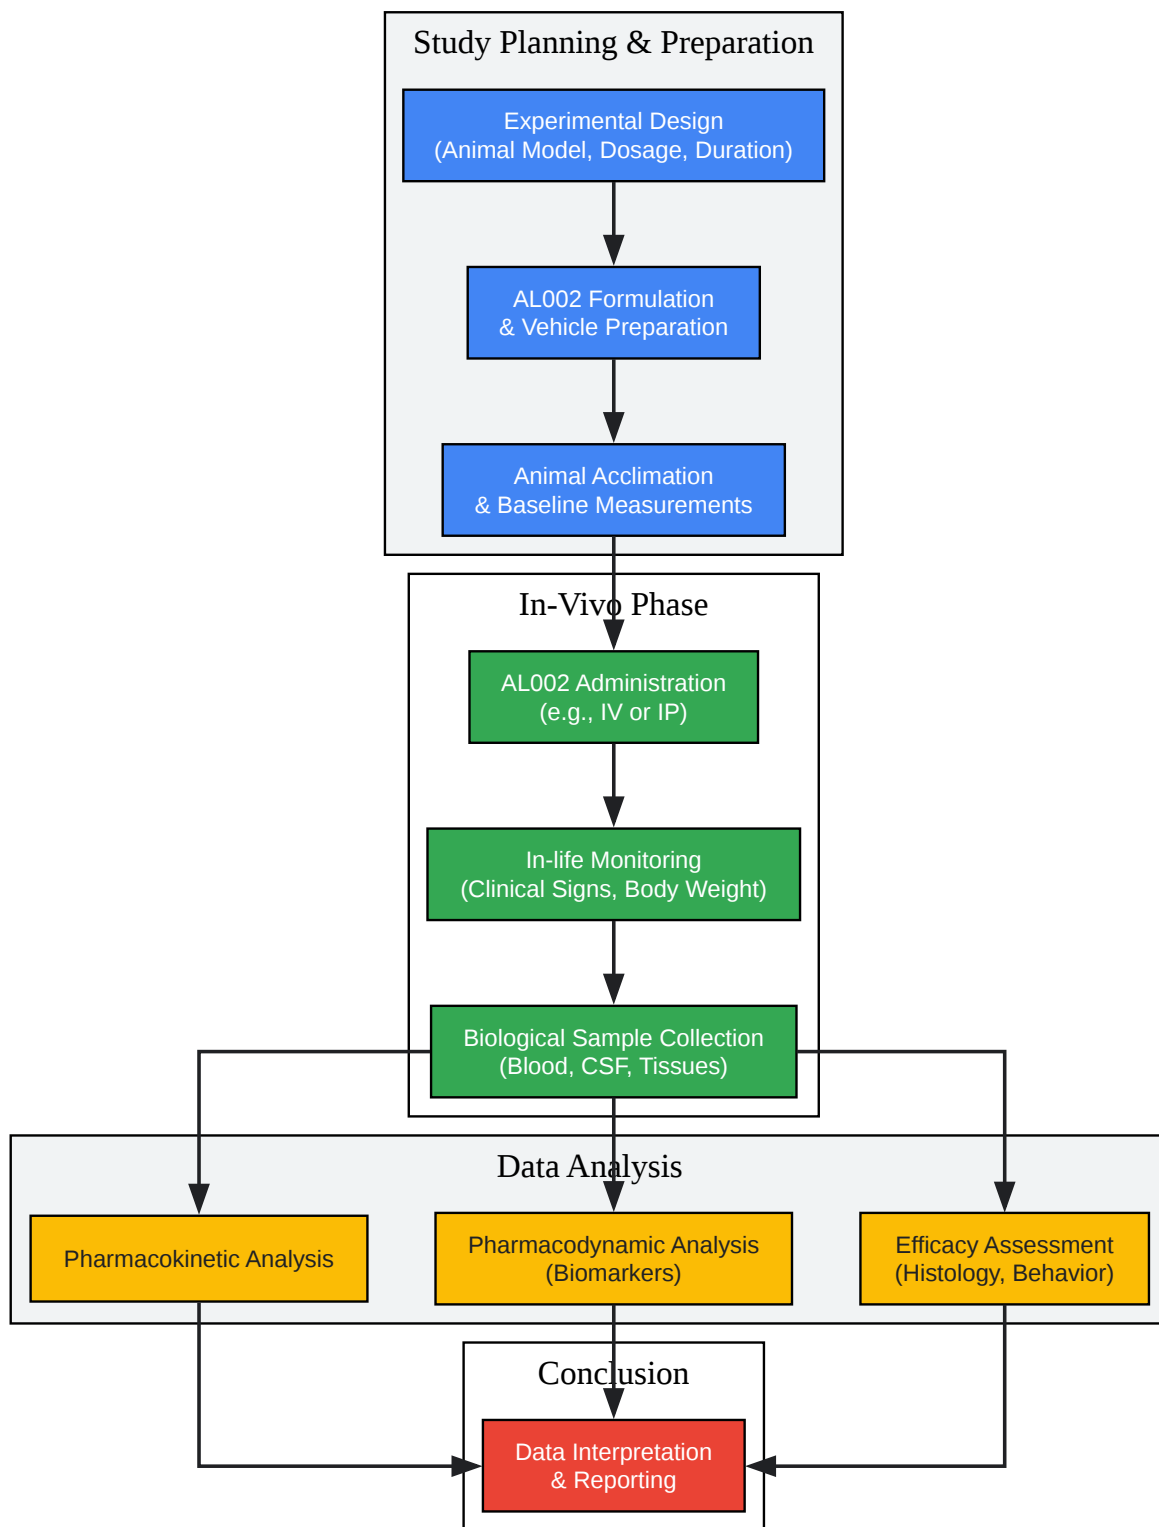 Study Planning & Preparation
Experimental Design
(Animal Model, Dosage, Duration)
AL002 Formulation
& Vehicle Preparation
Animal Acclimation
& Baseline Measurements
In-Vivo Phase
AL002 Administration
(e.g., IV or IP)
In-life Monitoring
(Clinical Signs, Body Weight)
Biological Sample Collection
(Blood, CSF, Tissues)
Data Analysis
Pharmacokinetic Analysis
Pharmacodynamic Analysis
(Biomarkers)
Efficacy Assessment
(Histology, Behavior)
Conclusion
Data Interpretation
& Reporting